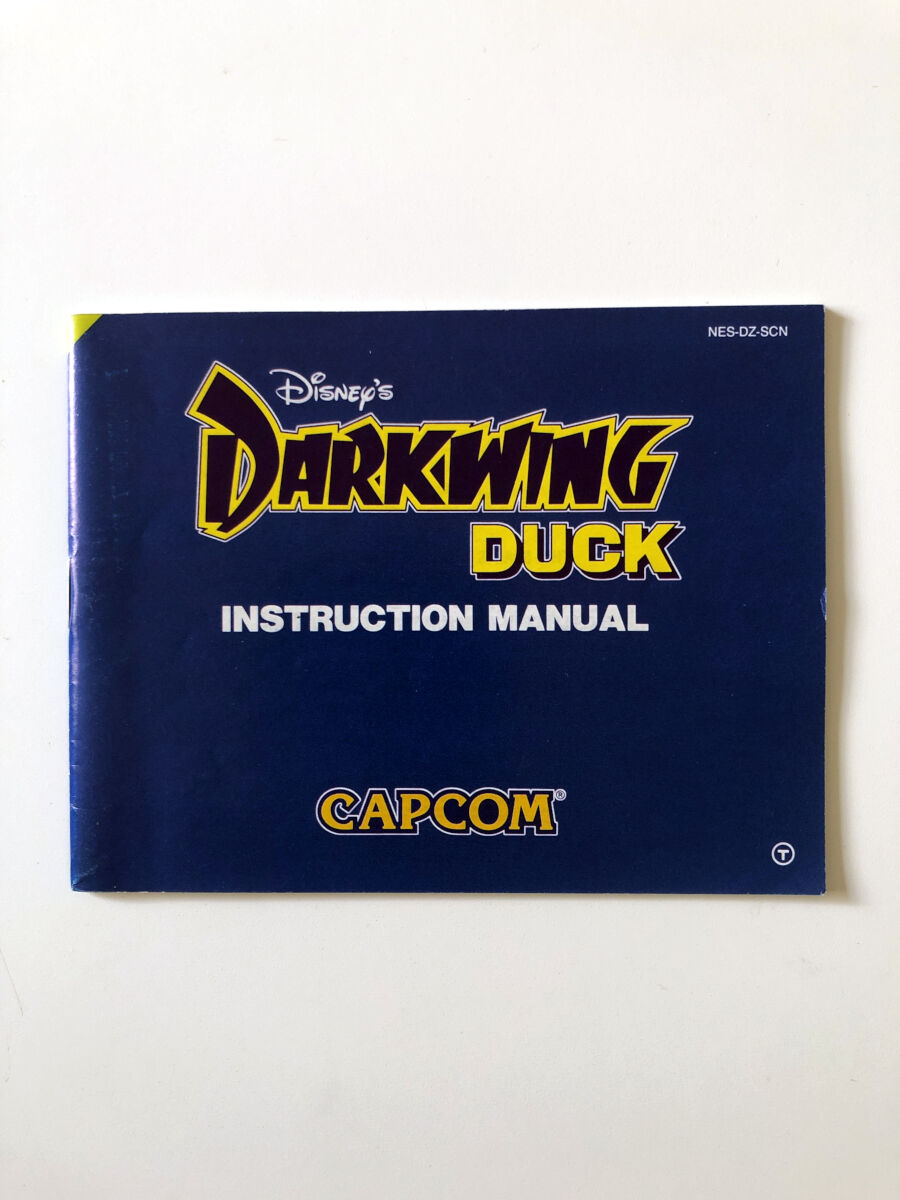 NES-DZ-SCN
Disney's
DARKWING
DUCK
INSTRUCTION MANUAL
CAPCOM®
T